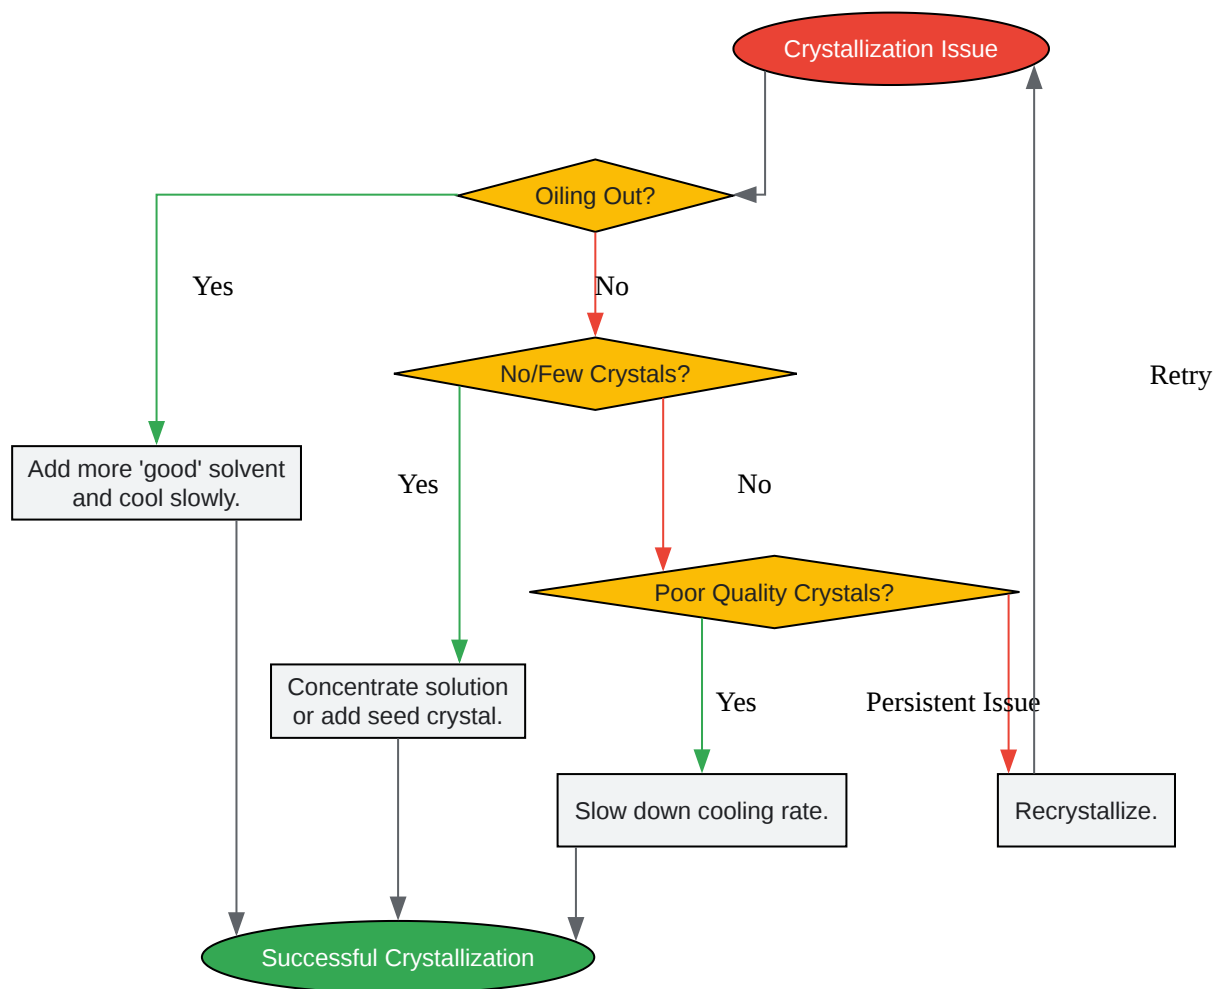 Crystallization Issue
Oiling Out?
Yes
No
No/Few Crystals?
Retry
Add more 'good' solvent
and cool slowly.
Yes
No
Poor Quality Crystals?
Concentrate solution
or add seed crystal.
Yes
Persistent Issue
Slow down cooling rate.
Recrystallize.
Successful Crystallization